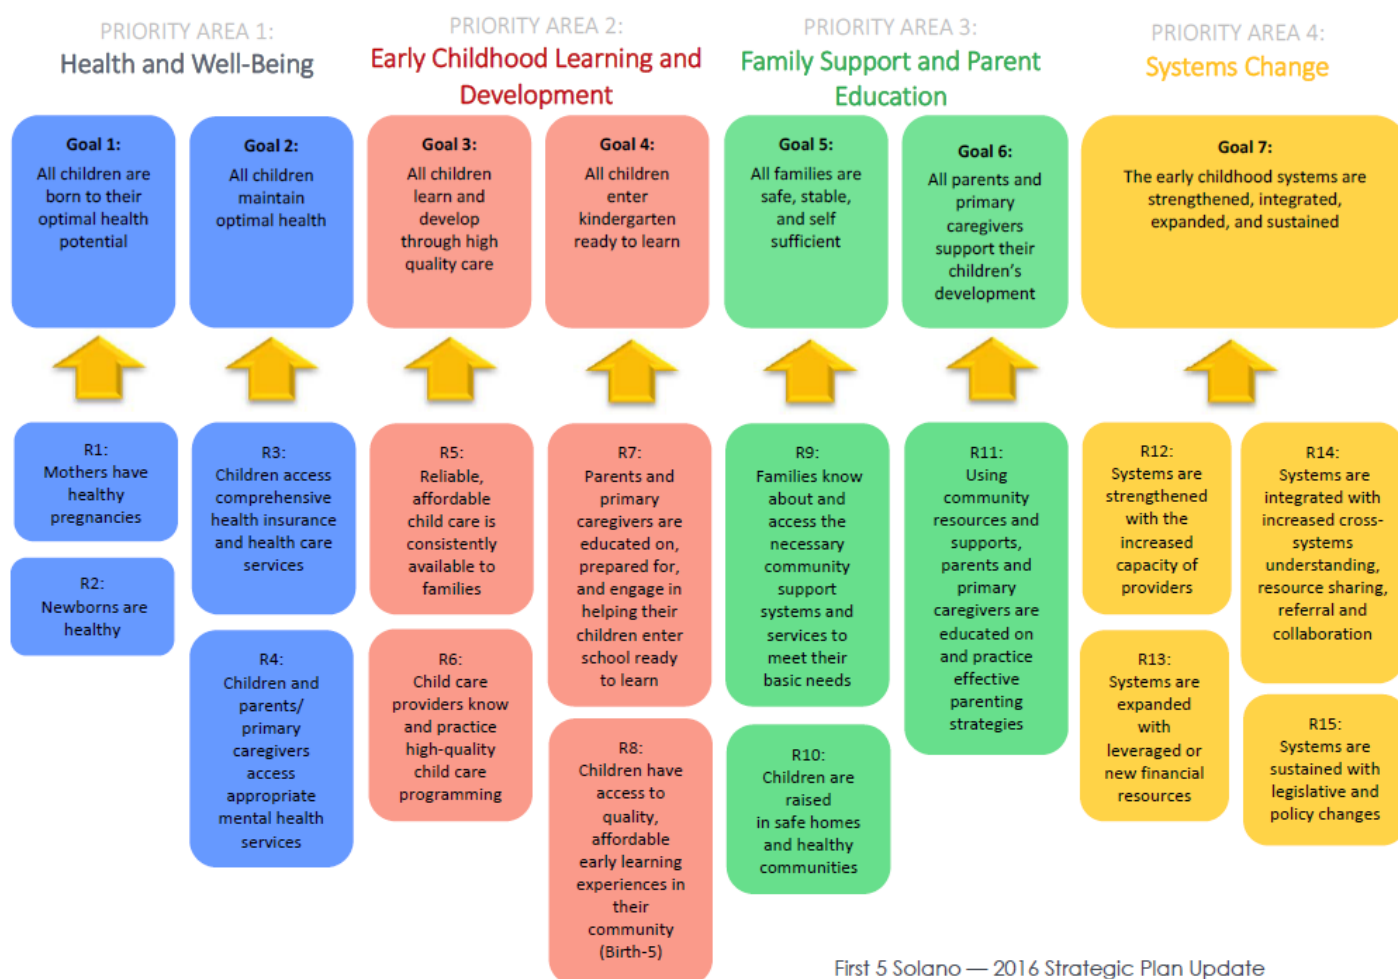 PRIORITY AREA 1:
Health and Well-Being
PRIORITY AREA 2:
Early Childhood Learning and
Development
PRIORITY AREA 3:
Family Support and Parent
Education
PRIORITY AREA 4:
Systems Change
Goal 1:
All children are
born to their
optimal health
potential
Goal 2:
All children
maintain
optimal health
Goal 3:
All children
learn and
develop
through high
quality care
Goal 4:
All children
enter
kindergarten
ready to learn
Goal 5:
All families are
safe, stable,
and self
sufficient
Goal 6:
All parents and
primary
caregivers
support their
children’s
development
Goal 7:
The early childhood systems are
strengthened, integrated,
expanded, and sustained
R1:
Mothers have
healthy
pregnancies
R2:
Newborns are
healthy
R3:
Children access
comprehensive
health insurance
and health care
services
R4:
Children and
parents/
primary
caregivers
access
appropriate
mental health
services
R5:
Reliable,
affordable
child care is
consistently
available to
families
R6:
Child care
providers know
and practice
high-quality
child care
programming
R7:
Parents and
primary
caregivers are
educated on,
prepared for,
and engage in
helping their
children enter
school ready
to learn
R8:
Children have
access to
quality,
affordable
early learning
experiences in
their
community
(Birth-5)
R9:
Families know
about and
access the
necessary
community
support
systems and
services to
meet their
basic needs
R10:
Children are
raised
in safe homes
and healthy
communities
R11:
Using
community
resources and
supports,
parents and
primary
caregivers are
educated on
and practice
effective
parenting
strategies
R12:
Systems are
strengthened
with the
increased
capacity of
providers
R13:
Systems are
expanded
with
leveraged or
new financial
resources
R14:
Systems are
integrated with
increased cross-
systems
understanding,
resource sharing,
referral and
collaboration
R15:
Systems are
sustained with
legislative and
policy changes
First 5 Solano — 2016 Strategic Plan Update